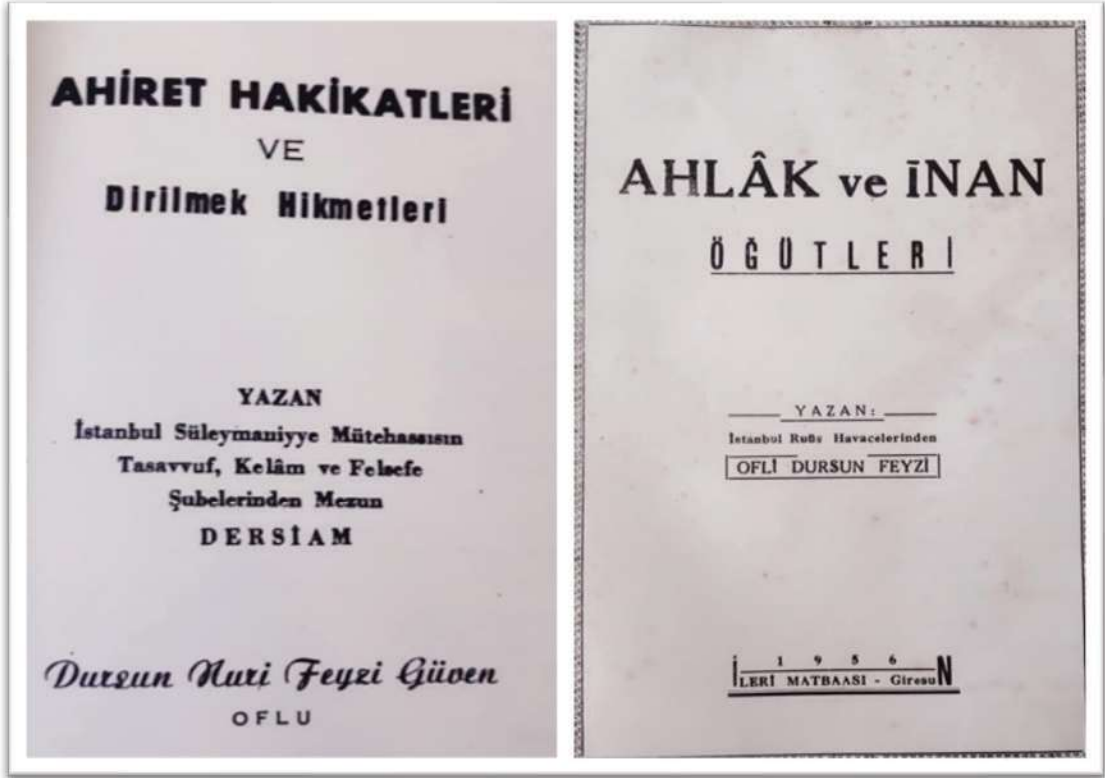 AHİRET HAKİKATLERİ
VE
Dirilmek Hikmetleri
YAZAN
İstanbul Süleymaniyye Mütehassısın
Tasavvuf, Kelâm ve Felsefe
Şubelerinden Mezun
DERSİAM
Dursun Nuri Feyzi Güven
OFLU
AHLÂK ve İNAN
ÖĞÜTLERİ
YAZAN:
İstanbul Ruûs Havacelerinden
OFLİ DURSUN FEYZİ
1956
İLERİ MATBAASI - GiresuN